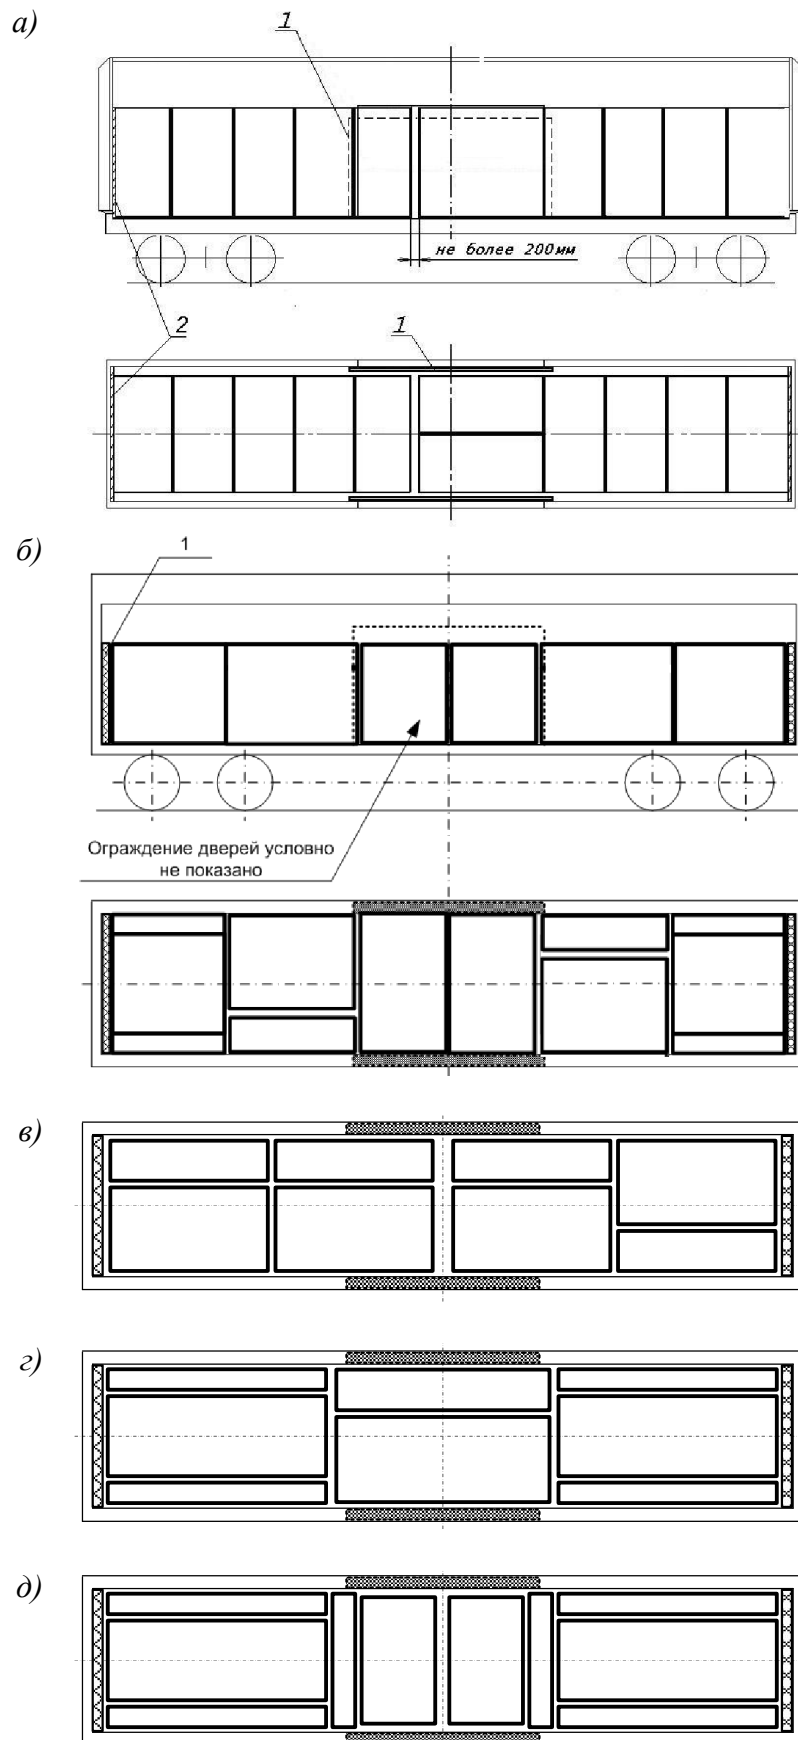 а)
1
не более 200мм
2
1
б)
1
Ограждение дверей условно
не показано
в)
г)
д)